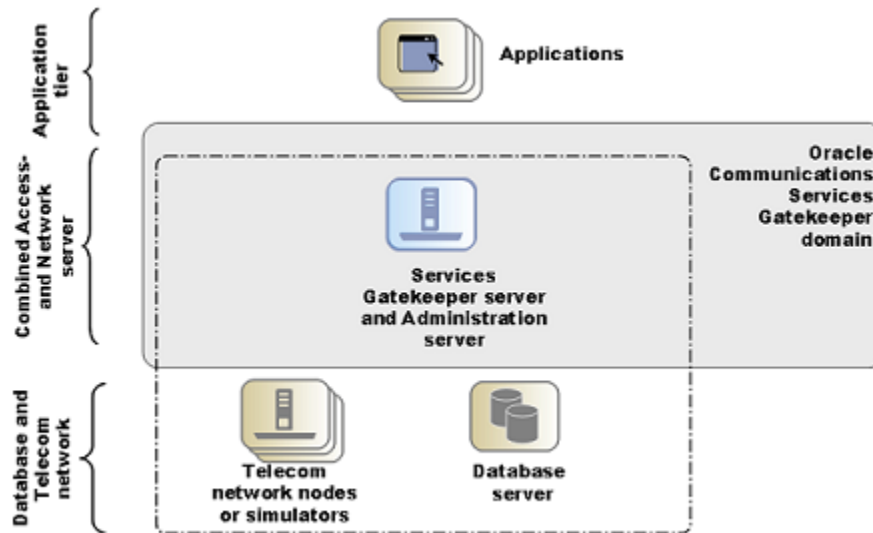 Application
tier
Applications
Combined Access-
and Network
server
Oracle
Communications
Services
Gatekeeper
domain
Services
Gatekeeper server
and Administration
server
Database and
Telecom
network
Telecom
network nodes
or simulators
Database
server